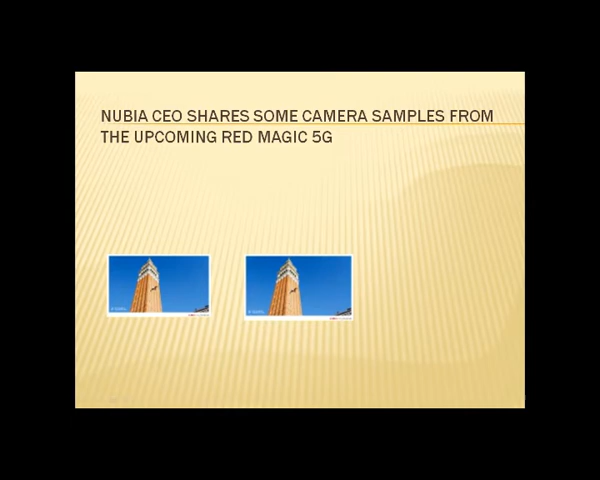 NUBIA CEO SHARES SOME CAMERA SAMPLES FROM
THE UPCOMING RED MAGIC 5G